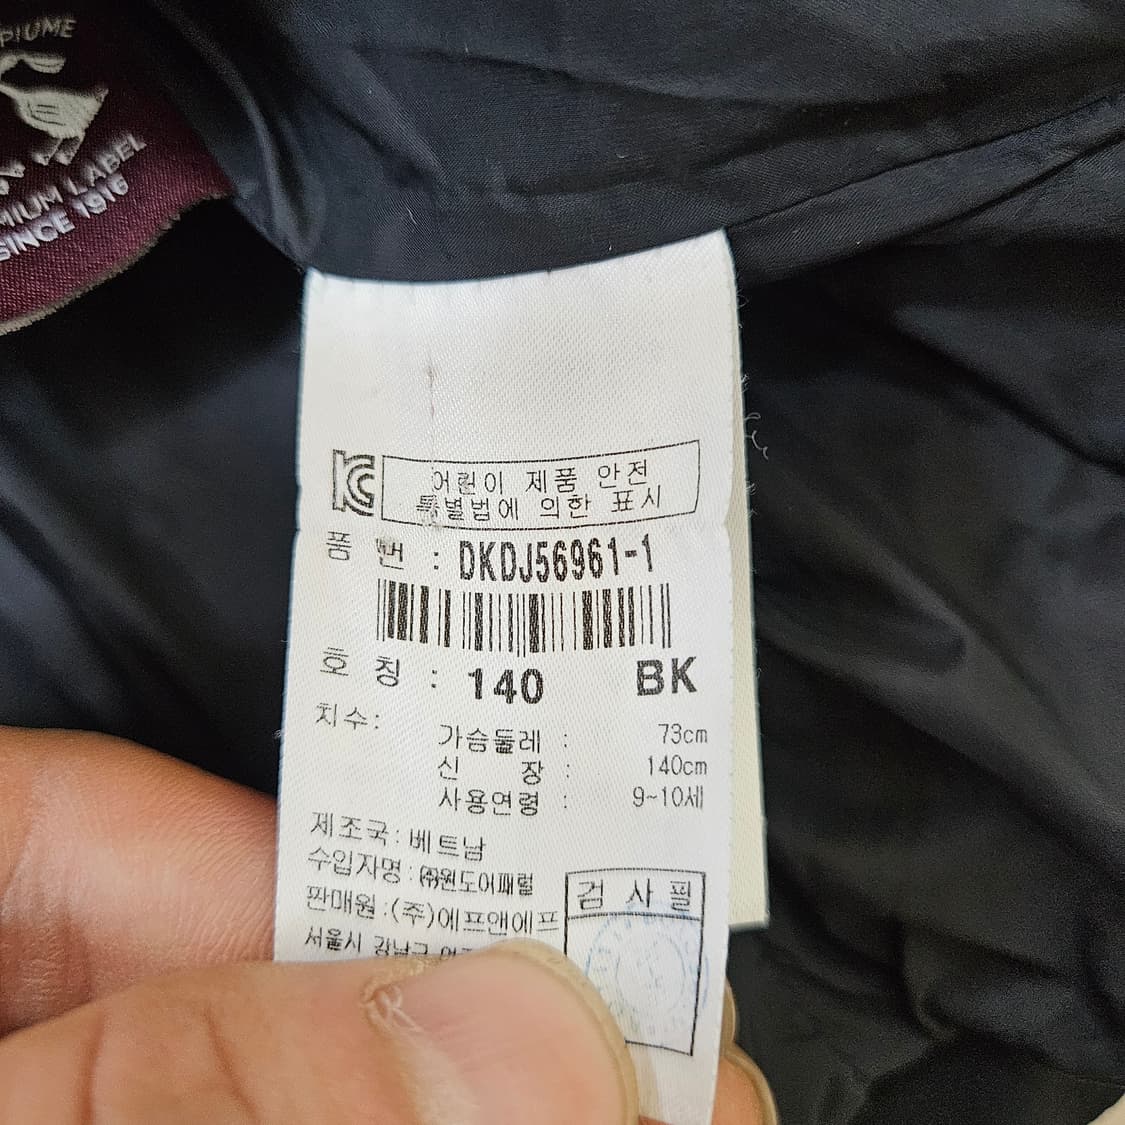 PIUME
MIUM LABEL
SINCE 1916
KC
어린이 제품 안전
특별법에 의한 표시
품 번 : DKDJ56961-1
호 칭 : 140 BK
치수:
가슴둘레 : 73cm
신 장 : 140cm
사용연령 : 9~10세
제조국 : 베트남
수입자명 : ㈜윈도어패럴
판매원 : (주)에프앤에프
서울시 강남구
검 사 필